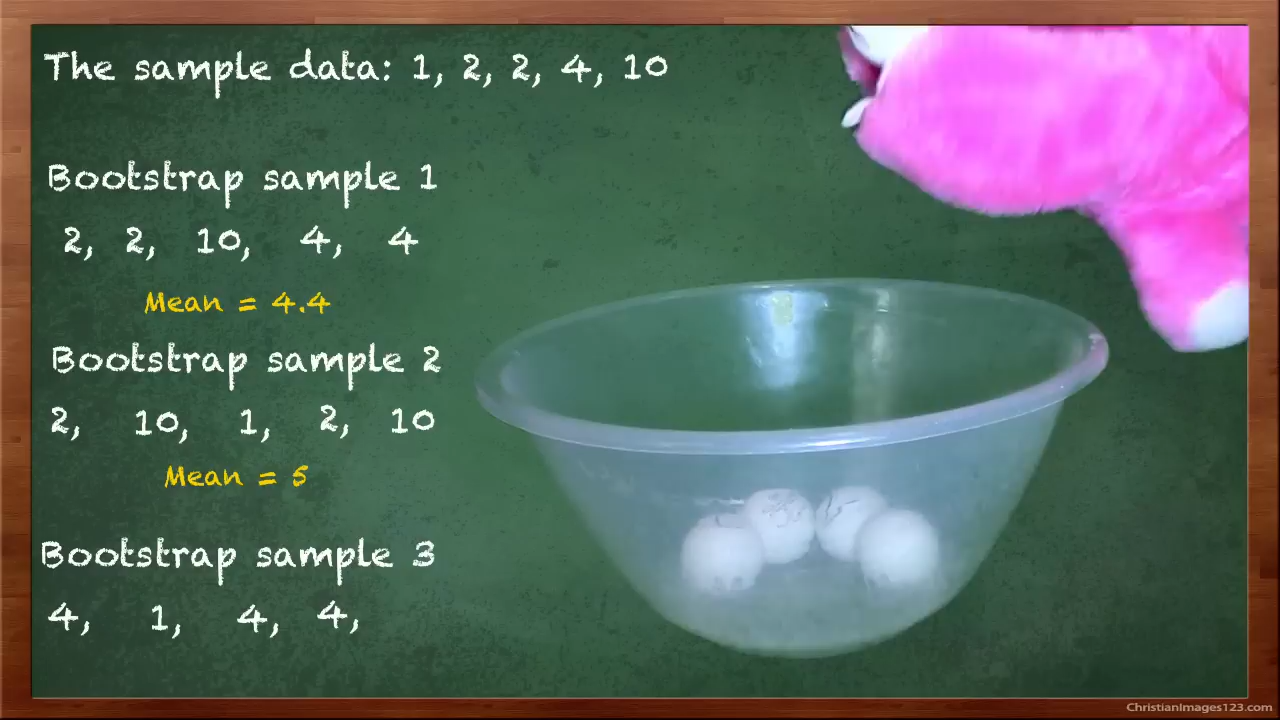 The sample data: 1, 2, 2, 4, 10
Bootstrap sample 1
2, 2, 10, 4, 4
Mean = 4.4
Bootstrap sample 2
2, 10, 1, 2, 10
Mean = 5
Bootstrap sample 3
4, 1, 4, 4,
ChristianImages123.com